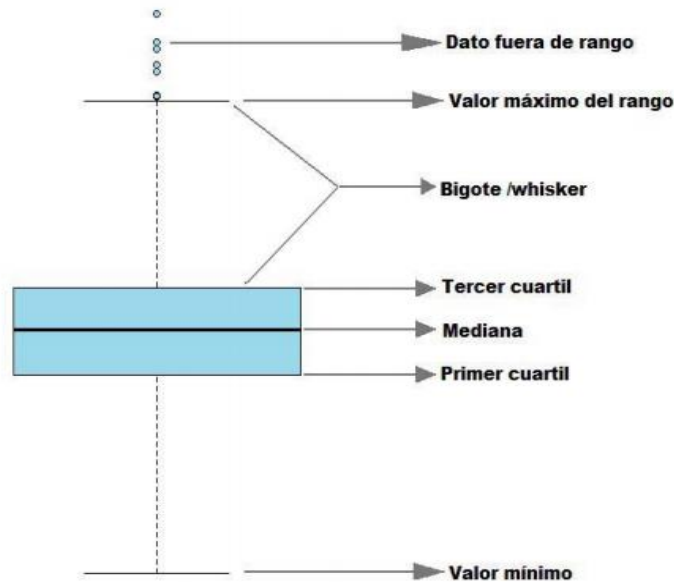 Dato fuera de rango
Valor máximo del rango
Bigote /whisker
Tercer cuartil
Mediana
Primer cuartil
Valor mínimo